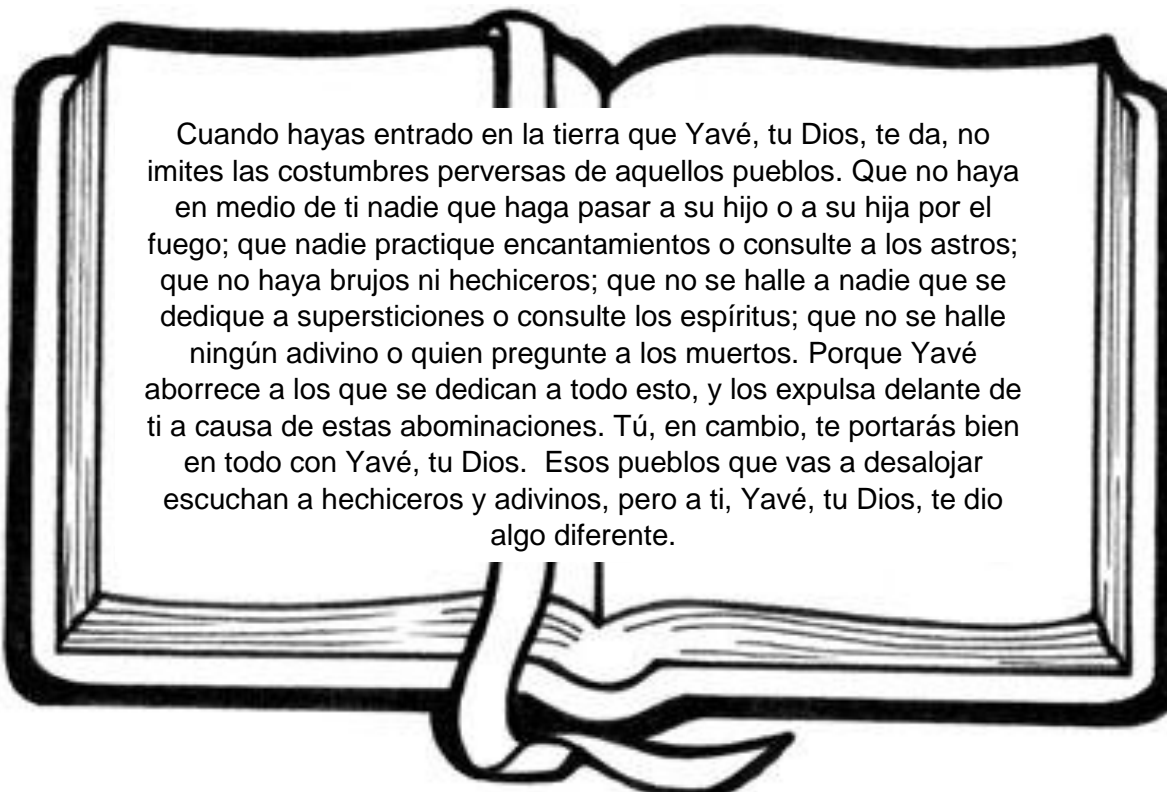 Cuando hayas entrado en la tierra que Yavé, tu Dios, te da, no
imites las costumbres perversas de aquellos pueblos. Que no haya
en medio de ti nadie que haga pasar a su hijo o a su hija por el
fuego; que nadie practique encantamientos o consulte a los astros;
que no haya brujos ni hechiceros; que no se halle a nadie que se
dedique a supersticiones o consulte los espíritus; que no se halle
ningún adivino o quien pregunte a los muertos. Porque Yavé
aborrece a los que se dedican a todo esto, y los expulsa delante de
ti a causa de estas abominaciones. Tú, en cambio, te portarás bien
en todo con Yavé, tu Dios.  Esos pueblos que vas a desalojar
escuchan a hechiceros y adivinos, pero a ti, Yavé, tu Dios, te dio
algo diferente.